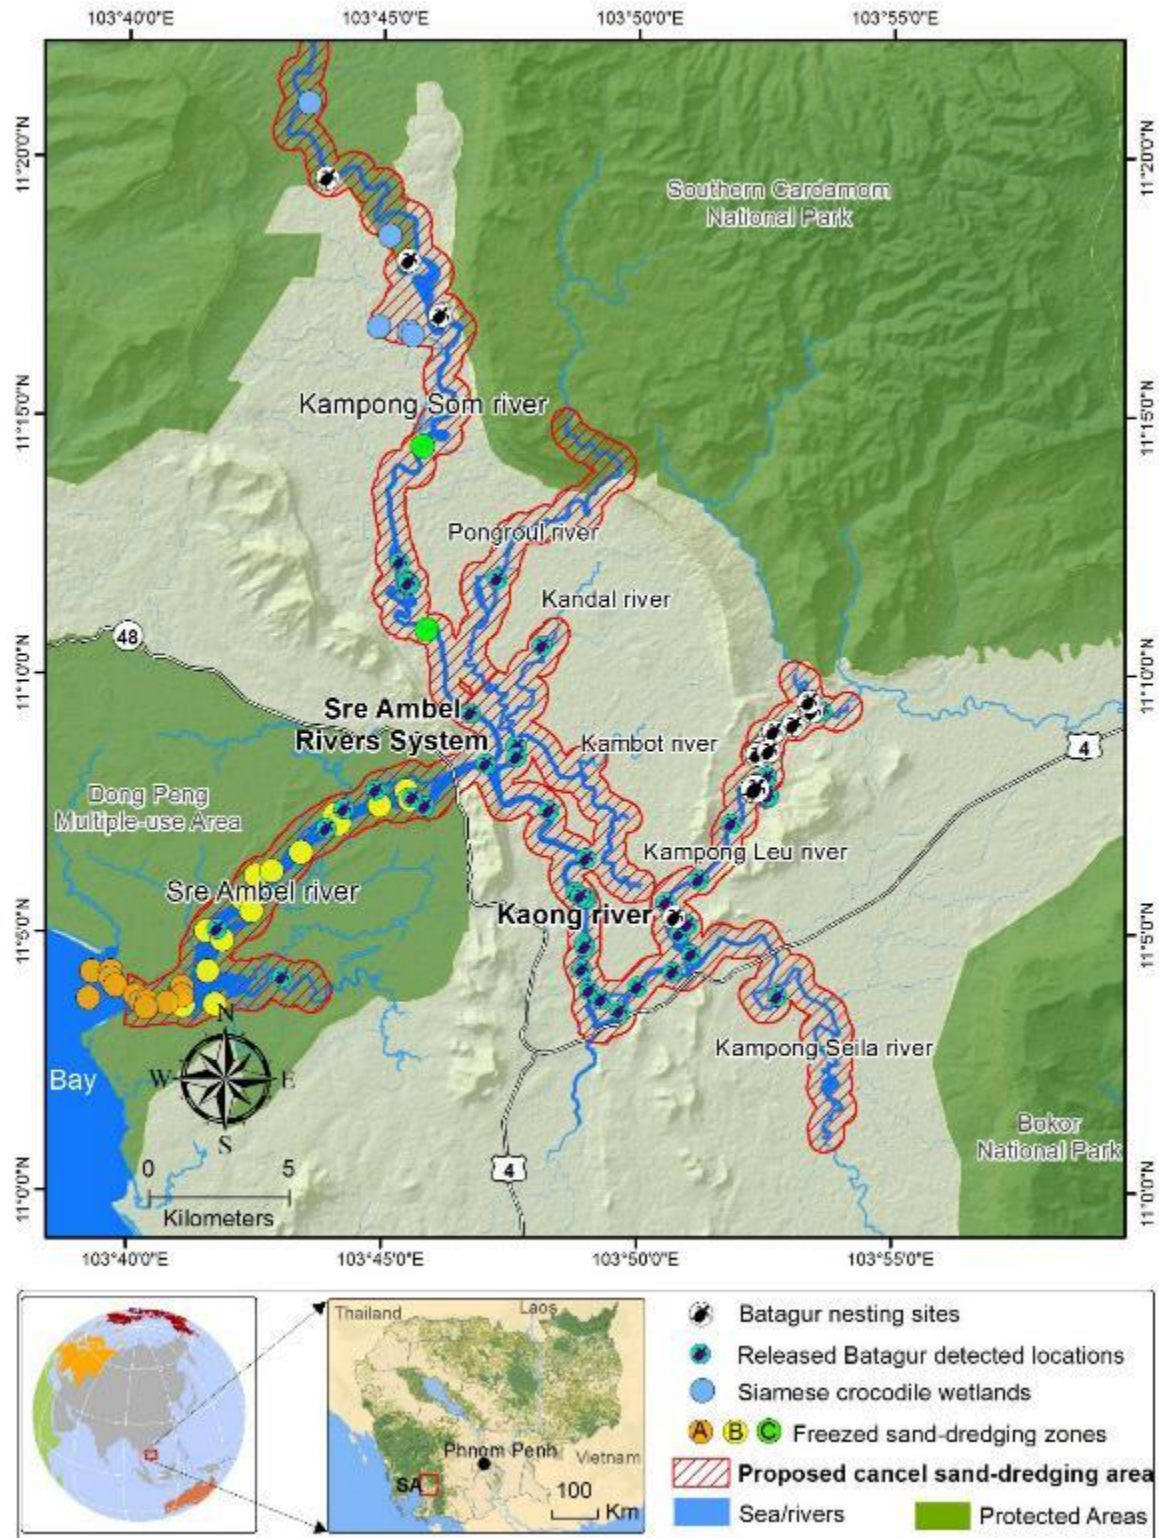 103°40'0"E 103°45'0"E 103°50'0"E 103°55'0"E
11°20'0"N
11°20'0"N
Southern Cardamom
National Park
11°15'0"N
Kampong Som river
11°15'0"N
Pongroul river
Kandal river
48
11°10'0"N
11°10'0"N
Sre Ambel
Rivers System
Kambot river
4
Dong Peng
Multiple-use Area
Kampong Leu river
Sre Ambel river
Kaong river
11°5'0"N
11°5'0"N
N
Kampong Seila river
Bay
W E
S
Bokor
National Park
0 5
Kilometers
4
11°0'0"N
11°0'0"N
103°40'0"E 103°45'0"E 103°50'0"E 103°55'0"E
Thailand Laos
Phnom Penh
Vietnam
SA
100
Km
Batagur nesting sites
Released Batagur detected locations
Siamese crocodile wetlands
A B C Freezed sand-dredging zones
Proposed cancel sand-dredging area
Sea/rivers Protected Areas